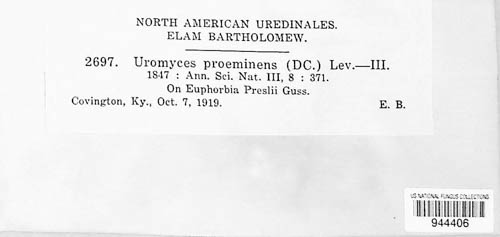 NORTH AMERICAN UREDINALES.
ELAM BARTHOLOMEW.
2697. Uromyces proeminens (DC.) Lev.—III.
1847 : Ann. Sci. Nat. III, 8 : 371.
On Euphorbia Preslii Guss.
Covington, Ky., Oct. 7, 1919. E. B.
US NATIONAL FUNGUS COLLECTIONS
944406